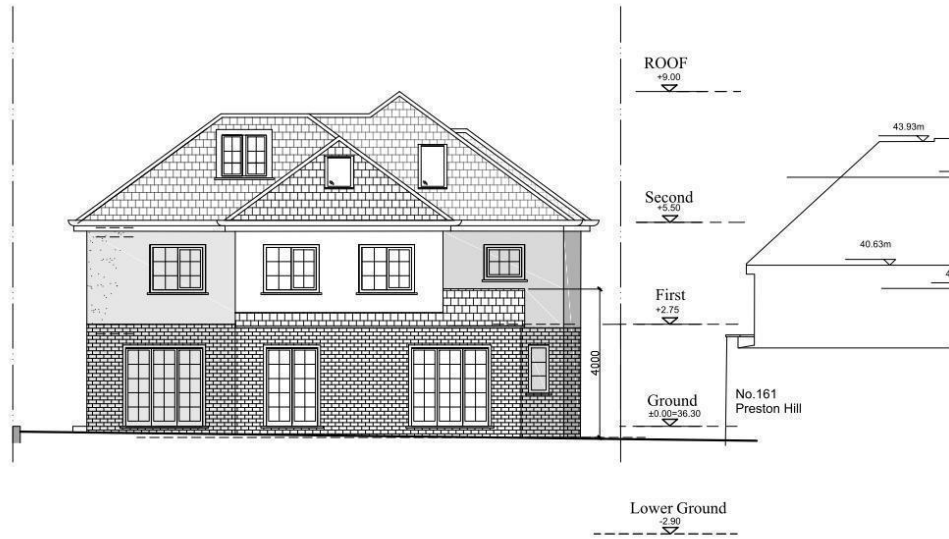 ROOF
+9.00
43.93m
Second
+5.50
40.63m
4
First
+2.75
4000
Ground
±0.00=36.30
No.161
Preston Hill
Lower Ground
-2.90